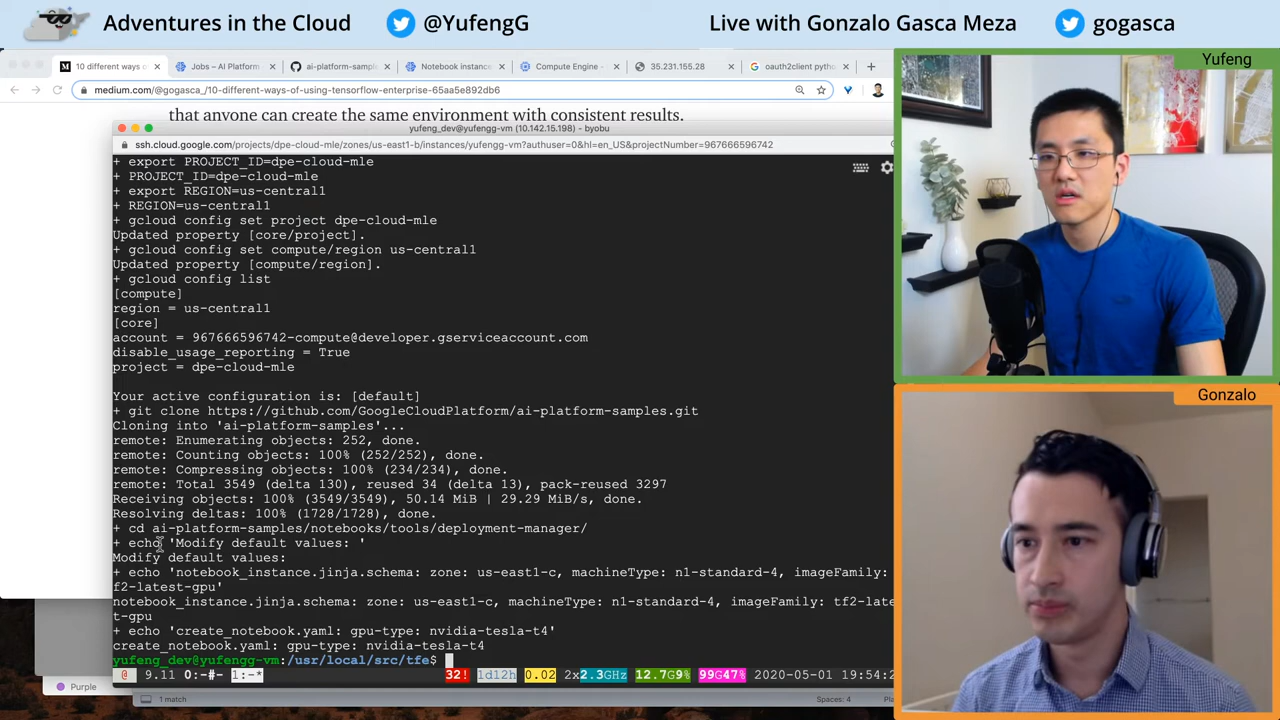 Adventures in the Cloud
@YufengG
Live with Gonzalo Gasca Meza
gogasca
10 different ways o
Jobs – AI Platform
ai-platform-sampl
Notebook instance
Compute Engine -
35.231.155.28
oauth2client pyth
medium.com/@gogasca_/10-different-ways-of-using-tensorflow-enterprise-65aa5e892db6
that anyone can create the same environment with consistent results.
yufeng_dev@yufengg-vm (10.142.15.198) - byobu
ssh.cloud.google.com/projects/dpe-cloud-mle/zones/us-east1-b/instances/yufengg-vm?authuser=0&hl=en_US&projectNumber=967666596742
+ export PROJECT_ID=dpe-cloud-mle
+ PROJECT_ID=dpe-cloud-mle
+ export REGION=us-central1
+ REGION=us-central1
+ gcloud config set project dpe-cloud-mle
Updated property [core/project].
+ gcloud config set compute/region us-central1
Updated property [compute/region].
+ gcloud config list
[compute]
region = us-central1
[core]
account = 967666596742-compute@developer.gserviceaccount.com
disable_usage_reporting = True
project = dpe-cloud-mle
Your active configuration is: [default]
+ git clone https://github.com/GoogleCloudPlatform/ai-platform-samples.git
Cloning into 'ai-platform-samples'...
remote: Enumerating objects: 252, done.
remote: Counting objects: 100% (252/252), done.
remote: Compressing objects: 100% (234/234), done.
remote: Total 3549 (delta 130), reused 34 (delta 13), pack-reused 3297
Receiving objects: 100% (3549/3549), 50.14 MiB | 29.29 MiB/s, done.
Resolving deltas: 100% (1728/1728), done.
+ cd ai-platform-samples/notebooks/tools/deployment-manager/
+ echo 'Modify default values: '
Modify default values:
+ echo 'notebook_instance.jinja.schema: zone: us-east1-c, machineType: n1-standard-4, imageFamily:
f2-latest-gpu'
notebook_instance.jinja.schema: zone: us-east1-c, machineType: n1-standard-4, imageFamily: tf2-late
t-gpu
+ echo 'create_notebook.yaml: gpu-type: nvidia-tesla-t4'
create_notebook.yaml: gpu-type: nvidia-tesla-t4
yufeng_dev@yufengg-vm:/usr/local/src/tfe$
@ 9.11 0:-#- 1:-* 32! 1d12h 0.02 2x2.3GHz 12.7G9% 99G47% 2020-05-01 19:54:2
Purple
1 match
Spaces: 4
Yufeng
Gonzalo